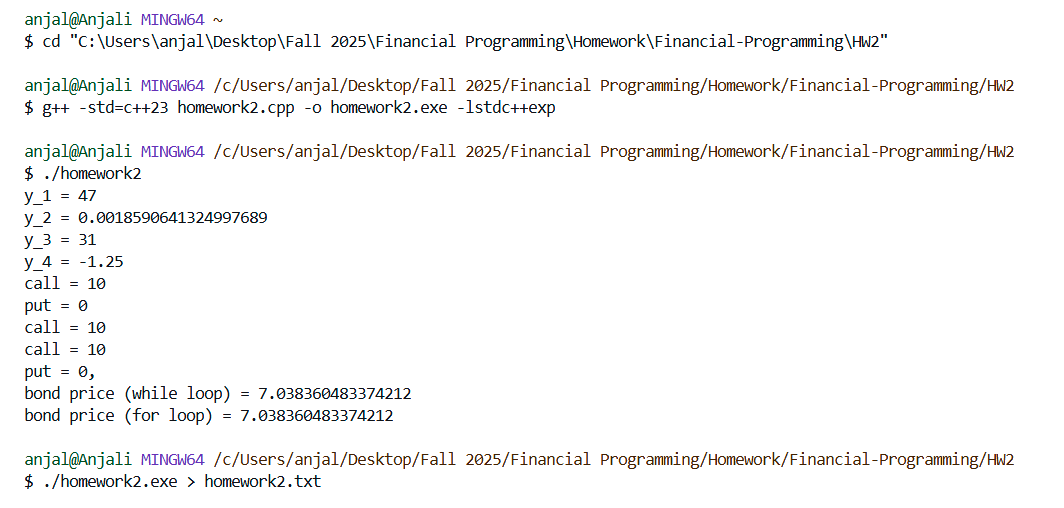 anjal@Anjali MINGW64 ~
$ cd "C:\Users\anjal\Desktop\Fall 2025\Financial Programming\Homework\Financial-Programming\HW2"
anjal@Anjali MINGW64 /c/Users/anjal/Desktop/Fall 2025/Financial Programming/Homework/Financial-Programming/HW2
$ g++ -std=c++23 homework2.cpp -o homework2.exe -lstdc++exp
anjal@Anjali MINGW64 /c/Users/anjal/Desktop/Fall 2025/Financial Programming/Homework/Financial-Programming/HW2
$ ./homework2
y_1 = 47
y_2 = 0.0018590641324997689
y_3 = 31
y_4 = -1.25
call = 10
put = 0
call = 10
call = 10
put = 0,
bond price (while loop) = 7.038360483374212
bond price (for loop) = 7.038360483374212
anjal@Anjali MINGW64 /c/Users/anjal/Desktop/Fall 2025/Financial Programming/Homework/Financial-Programming/HW2
$ ./homework2.exe > homework2.txt